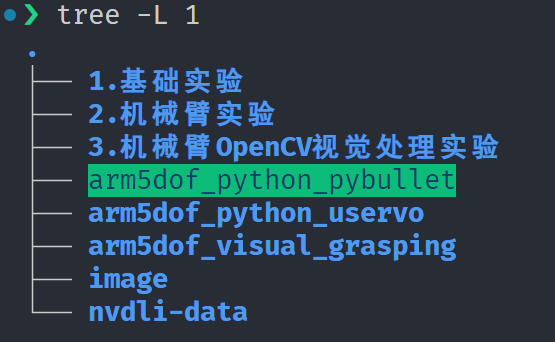 ❯ tree -L 1
.
├── 1.基础实验
├── 2.机械臂实验
├── 3.机械臂OpenCV视觉处理实验
├── arm5dof_python_pybullet
├── arm5dof_python_uservo
├── arm5dof_visual_grasping
├── image
└── nvdli-data